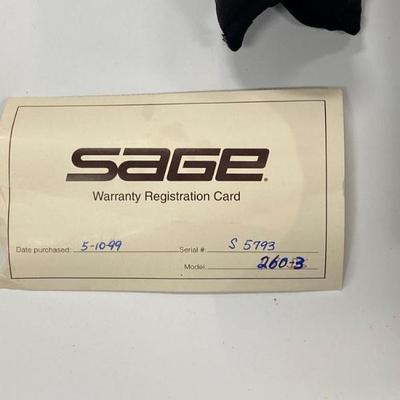 SAGE®
Warranty Registration Card
Date purchased: 5-10-99 Serial #: S 5793
Model: 260-3